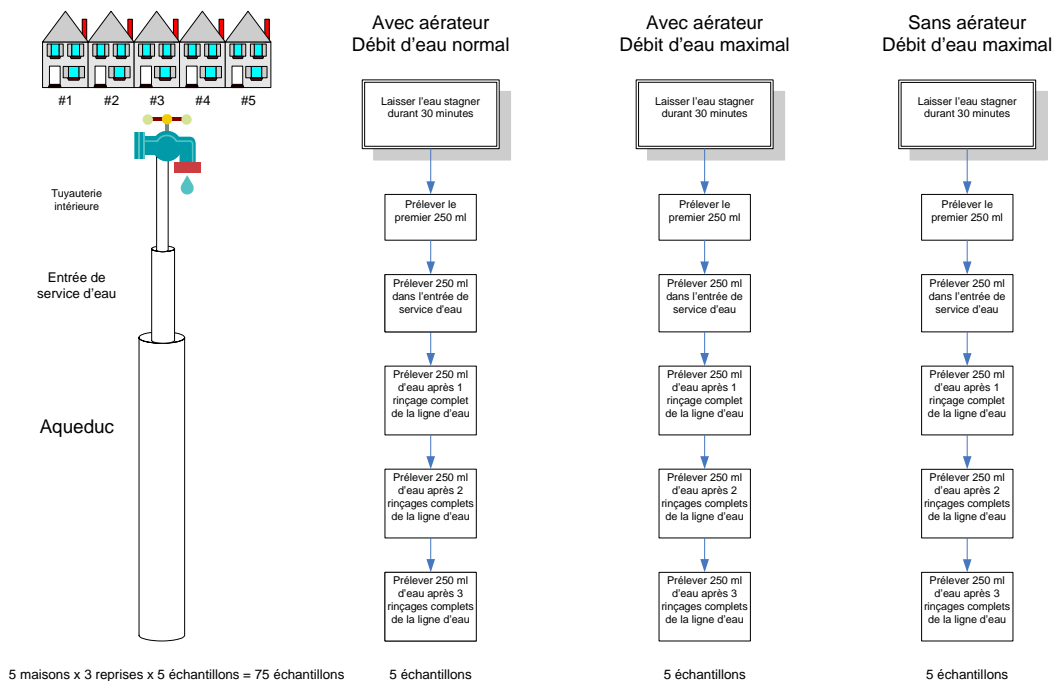 #1 #2 #3 #4 #5
Tuyauterie
intérieure
Entrée de
service d'eau
Aqueduc
5 maisons x 3 reprises x 5 échantillons = 75 échantillons
Avec aérateur
Débit d'eau normal
Laisser l'eau stagner
durant 30 minutes
Prélever le
premier 250 ml
Prélever 250 ml
dans l'entrée de
service d'eau
Prélever 250 ml
d'eau après 1
rinçage complet
de la ligne d'eau
Prélever 250 ml
d'eau après 2
rinçages complets
de la ligne d'eau
Prélever 250 ml
d'eau après 3
rinçages complets
de la ligne d'eau
5 échantillons
Avec aérateur
Débit d'eau maximal
Laisser l'eau stagner
durant 30 minutes
Prélever le
premier 250 ml
Prélever 250 ml
dans l'entrée de
service d'eau
Prélever 250 ml
d'eau après 1
rinçage complet
de la ligne d'eau
Prélever 250 ml
d'eau après 2
rinçages complets
de la ligne d'eau
Prélever 250 ml
d'eau après 3
rinçages complets
de la ligne d'eau
5 échantillons
Sans aérateur
Débit d'eau maximal
Laisser l'eau stagner
durant 30 minutes
Prélever le
premier 250 ml
Prélever 250 ml
dans l'entrée de
service d'eau
Prélever 250 ml
d'eau après 1
rinçage complet
de la ligne d'eau
Prélever 250 ml
d'eau après 2
rinçages complets
de la ligne d'eau
Prélever 250 ml
d'eau après 3
rinçages complets
de la ligne d'eau
5 échantillons